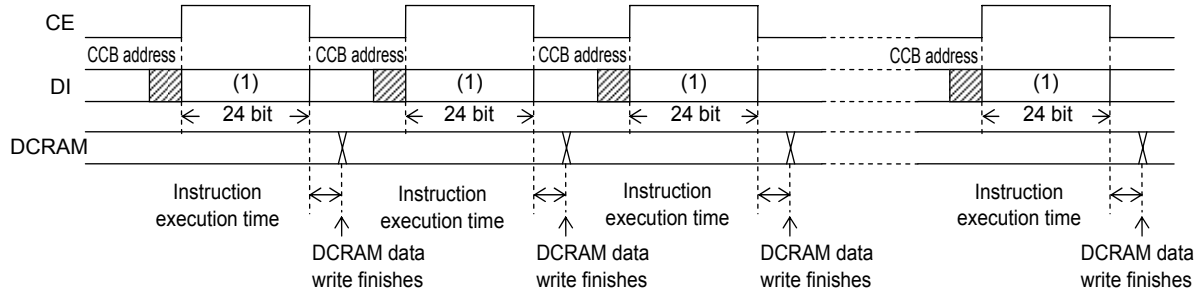 CE
CCB address CCB address CCB address CCB address
DI (1) (1) (1) (1)
24 bit 24 bit 24 bit 24 bit
DCRAM
Instruction Instruction Instruction Instruction
execution time execution time execution time execution time
DCRAM data DCRAM data DCRAM data DCRAM data
write finishes write finishes write finishes write finishes